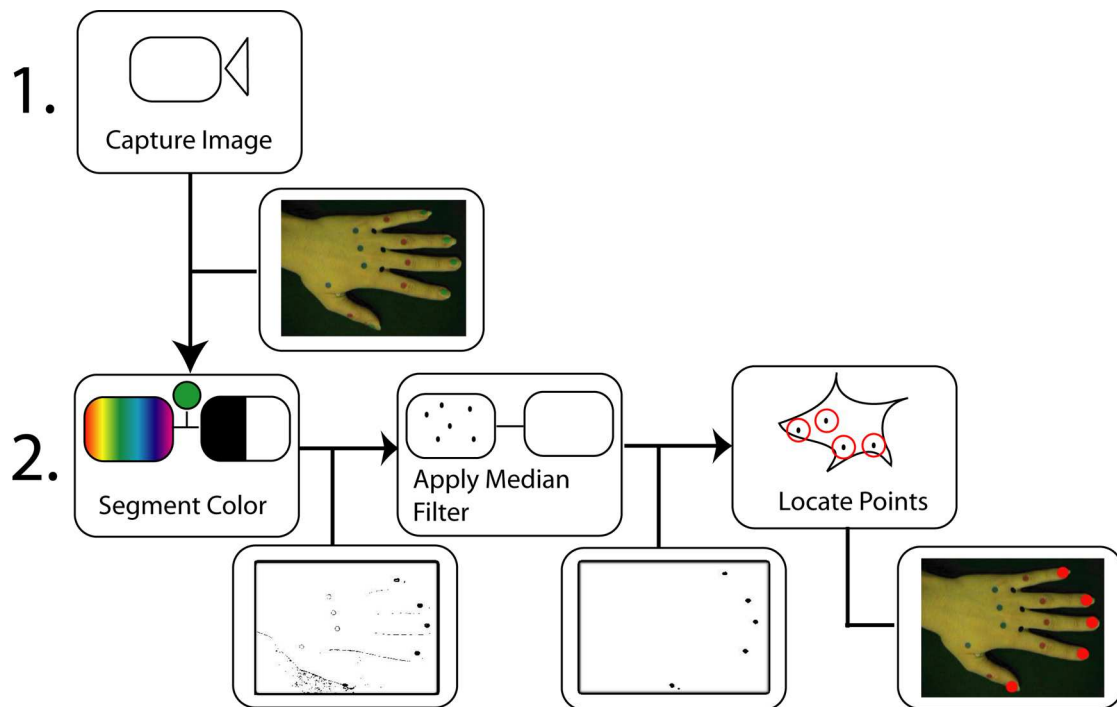 1.
Capture Image
2.
Segment Color
Apply Median
Filter
Locate Points